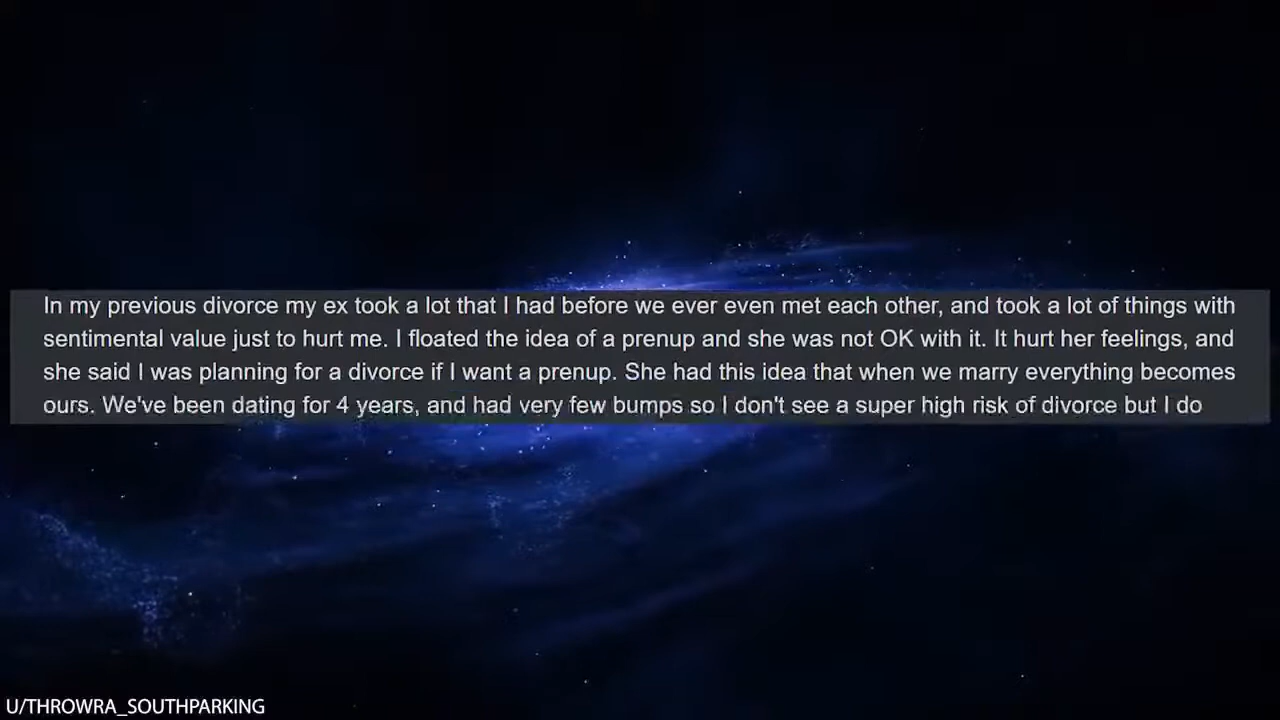 In my previous divorce my ex took a lot that I had before we ever even met each other, and took a lot of things with
sentimental value just to hurt me. I floated the idea of a prenup and she was not OK with it. It hurt her feelings, and
she said I was planning for a divorce if I want a prenup. She had this idea that when we marry everything becomes
ours. We've been dating for 4 years, and had very few bumps so I don't see a super high risk of divorce but I do
U/THROWRA_SOUTHPARKING